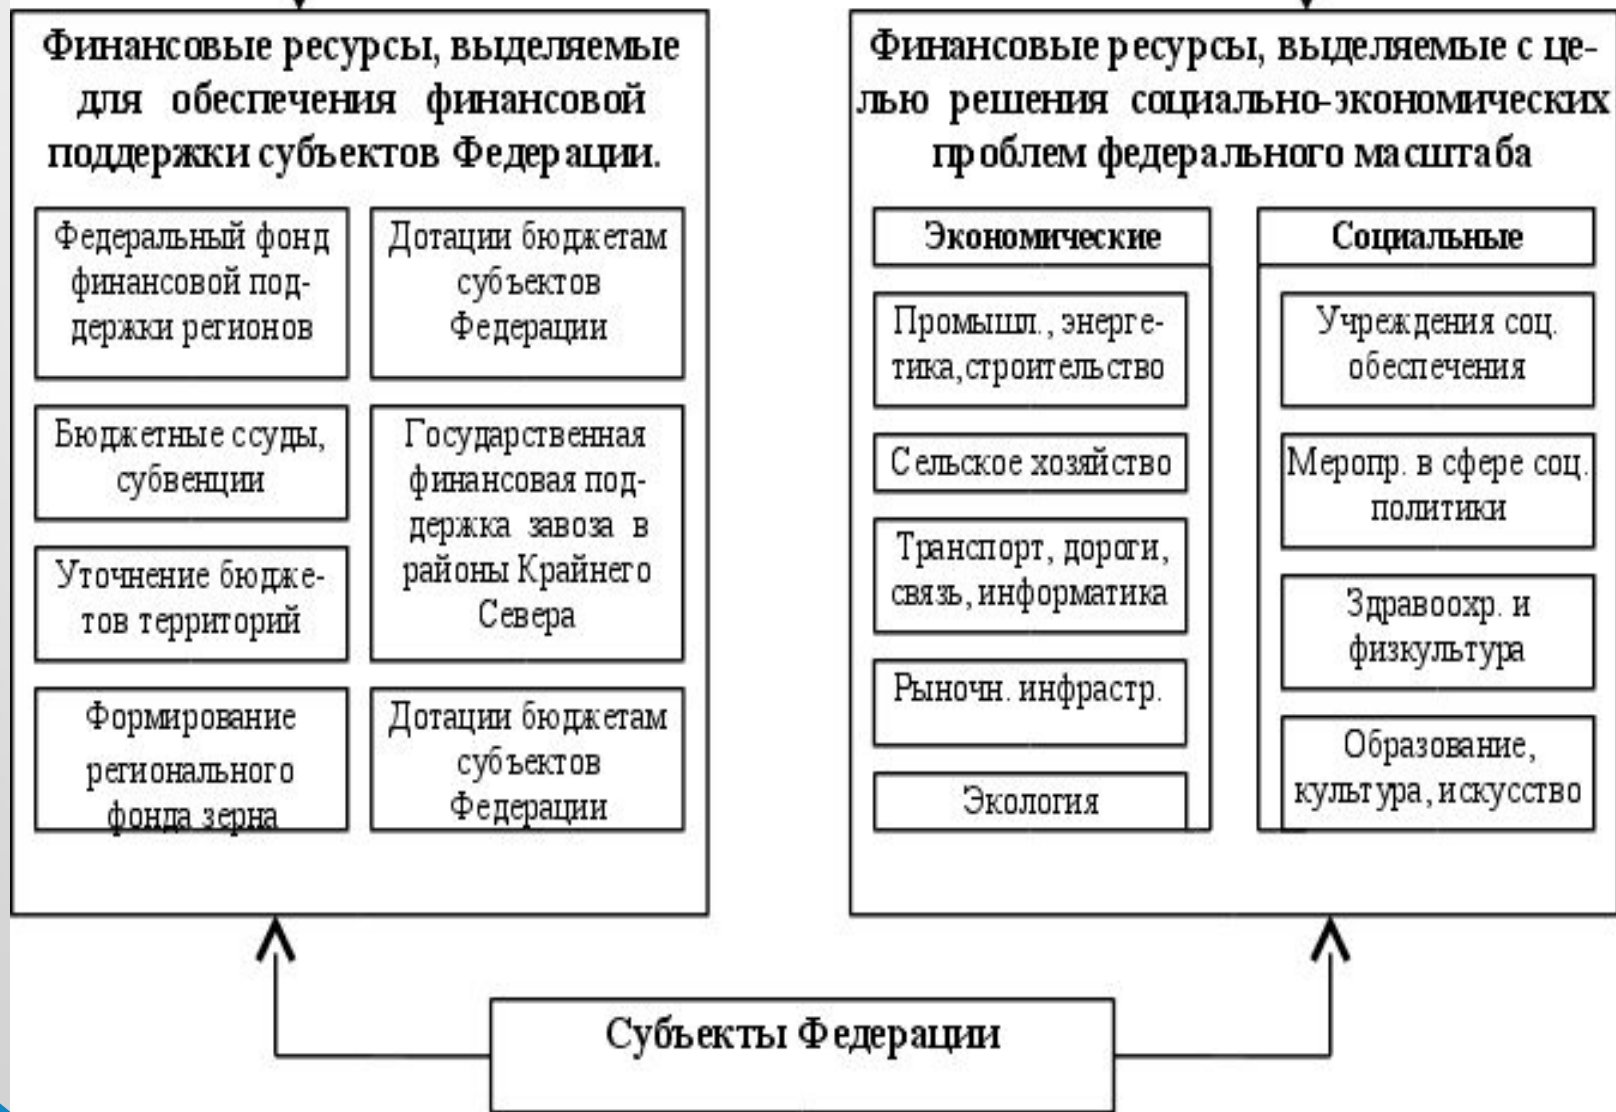 Финансовые ресурсы, выделяемые
для обеспечения финансовой
поддержки субъектов Федерации.
Федеральный фонд
финансовой под-
держки регионов
Дотации бюджетам
субъектов
Федерации
Бюджетные ссуды,
субвенции
Государственная
финансовая под-
держка завоза в
районы Крайнего
Севера
Уточнение бюдже-
тов территорий
Формирование
регионального
фонда зерна
Дотации бюджетам
субъектов
Федерации
Финансовые ресурсы, выделяемые с це-
лью решения социально-экономических
проблем федерального масштаба
Экономические
Промышл., энерге-
тика,строительство
Сельское хозяйство
Транспорт, дороги,
связь, информатика
Рыночн. инфрастр.
Экология
Социальные
Учреждения соц.
обеспечения
Меропр. в сфере соц.
политики
Здравоохр. и
физкультура
Образование,
культура, искусство
Субъекты Федерации